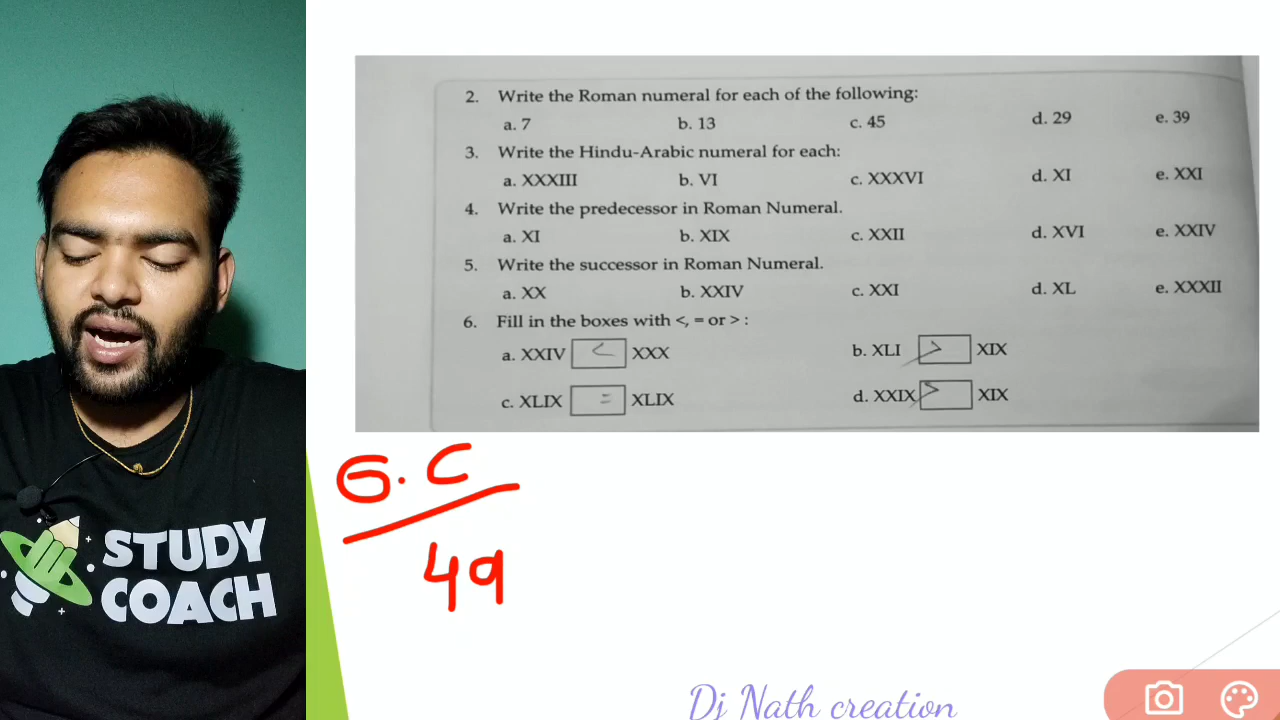 2. Write the Roman numeral for each of the following:
a. 7 b. 13 c. 45 d. 29 e. 39
3. Write the Hindu-Arabic numeral for each:
a. XXXIII b. VI c. XXXVI d. XI e. XXI
4. Write the predecessor in Roman Numeral.
a. XI b. XIX c. XXII d. XVI e. XXIV
5. Write the successor in Roman Numeral.
a. XX b. XXIV c. XXI d. XL e. XXXII
6. Fill in the boxes with <, = or > :
a. XXIV < XXX b. XLI > XIX
c. XLIX = XLIX d. XXIX > XIX
G. C
49
STUDY
COACH
Dj Nath creation